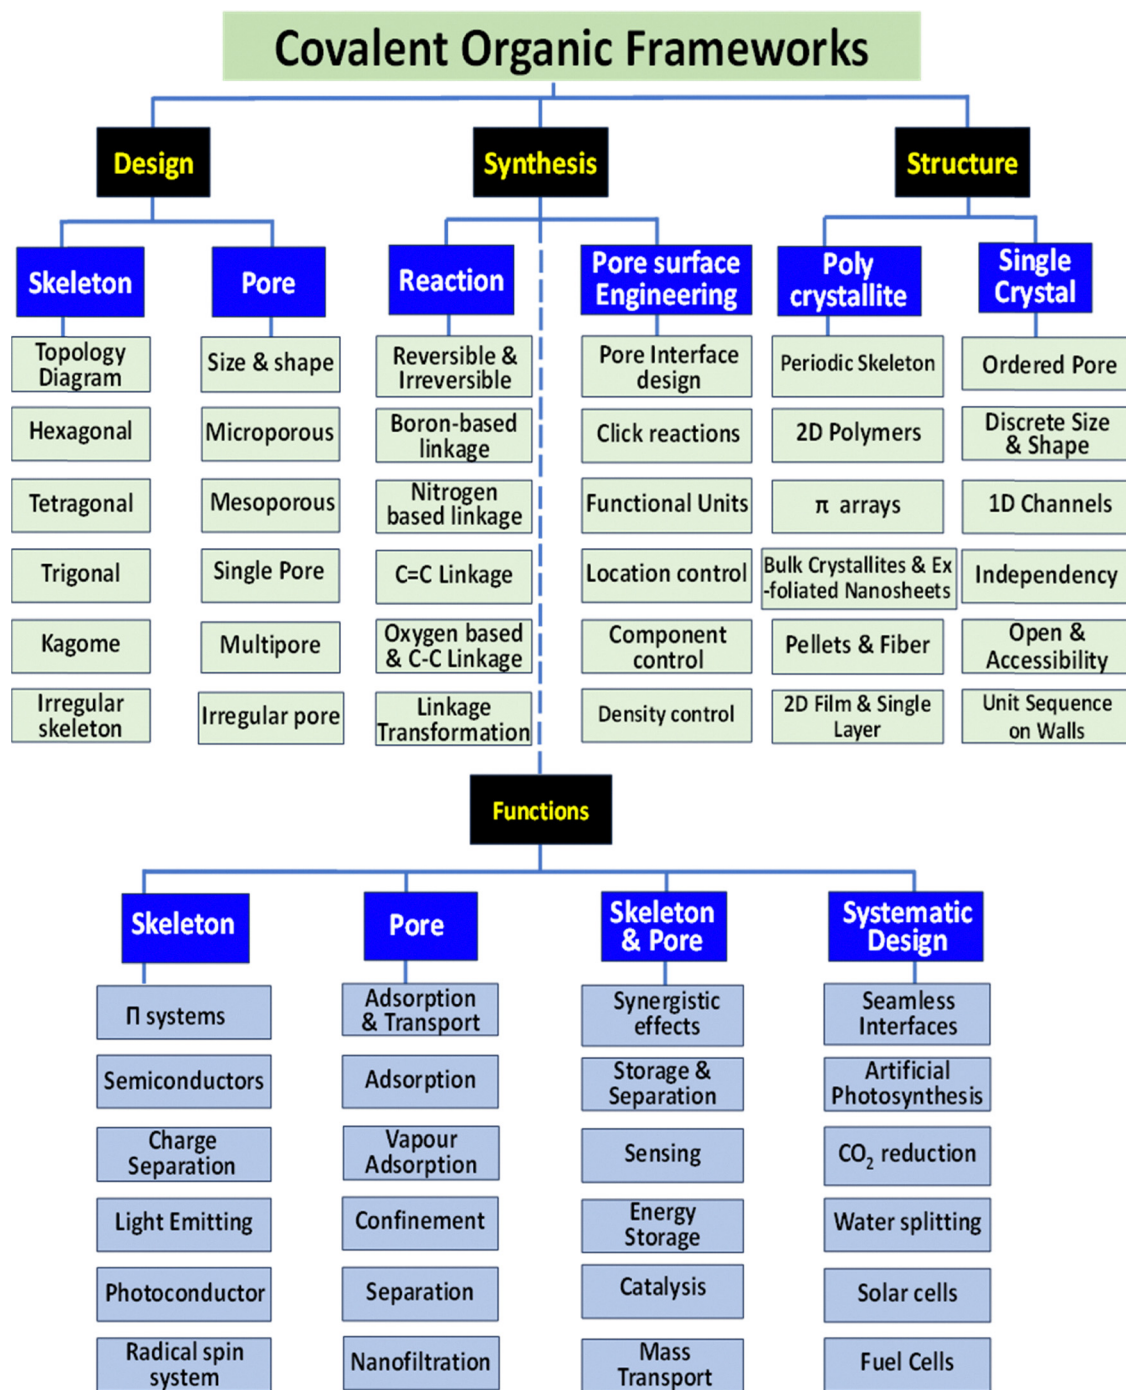 Covalent Organic Frameworks
Design
Synthesis
Structure
Skeleton
Pore
Reaction
Pore surface
Engineering
Poly
crystallite
Single
Crystal
Topology
Diagram
Hexagonal
Tetragonal
Trigonal
Kagome
Irregular
skeleton
Size & shape
Microporous
Mesoporous
Single Pore
Multipore
Irregular pore
Reversible &
Irreversible
Boron-based
linkage
Nitrogen
based linkage
C=C Linkage
Oxygen based
& C-C Linkage
Linkage
Transformation
Pore Interface
design
Click reactions
Functional Units
Location control
Component
control
Density control
Periodic Skeleton
2D Polymers
π arrays
Bulk Crystallites & Ex
-foliated Nanosheets
Pellets & Fiber
2D Film & Single
Layer
Ordered Pore
Discrete Size
& Shape
1D Channels
Independency
Open &
Accessibility
Unit Sequence
on Walls
Functions
Skeleton
Pore
Skeleton
& Pore
Systematic
Design
Π systems
Semiconductors
Charge
Separation
Light Emitting
Photoconductor
Radical spin
system
Adsorption
& Transport
Adsorption
Vapour
Adsorption
Confinement
Separation
Nanofiltration
Synergistic
effects
Storage &
Separation
Sensing
Energy
Storage
Catalysis
Mass
Transport
Seamless
Interfaces
Artificial
Photosynthesis
CO₂ reduction
Water splitting
Solar cells
Fuel Cells